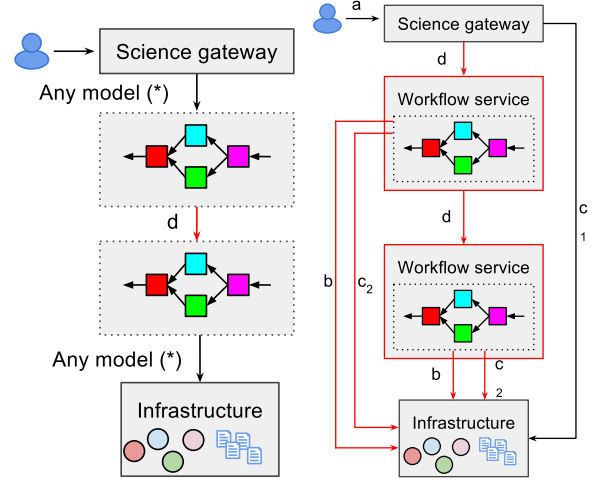 Science gateway
Any model (*)
d
Any model (*)
Infrastructure
a
Science gateway
d
Workflow service
d
c
1
Workflow service
b
c2
b
c
2
Infrastructure